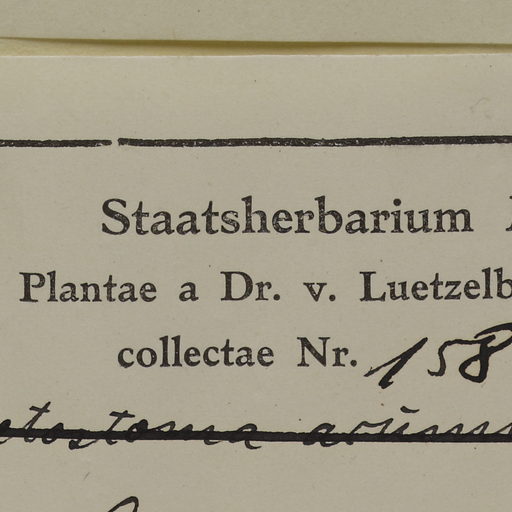 Staatsherbarium
Plantae a Dr. v. Luetzelb
collectae Nr. 158